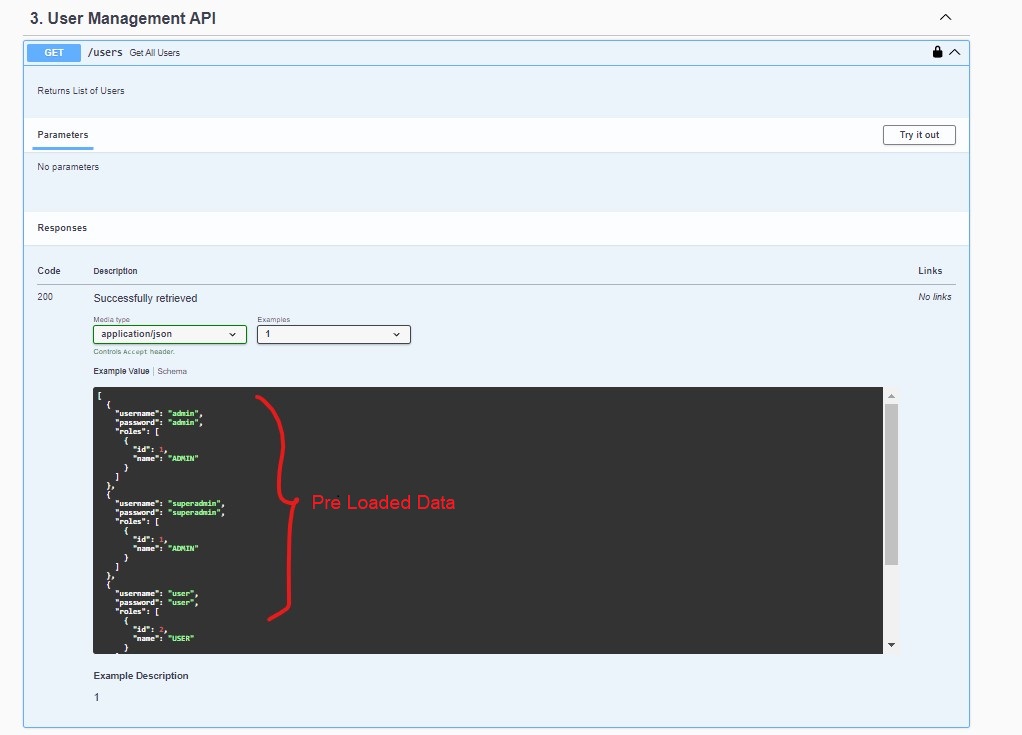 3. User Management API
GET /users Get All Users
Returns List of Users
Parameters
Try it out
No parameters
Responses
Code Description Links
200 Successfully retrieved No links
Media type Examples
application/json 1
Controls Accept header.
Example Value | Schema
[
{
"username": "admin",
"password": "admin",
"roles": [
{
"id": 1,
"name": "ADMIN"
}
]
},
{
"username": "superadmin",
"password": "superadmin",
"roles": [
{
"id": 1,
"name": "ADMIN"
}
]
},
{
"username": "user",
"password": "user",
"roles": [
{
"id": 2,
"name": "USER"
}
Pre Loaded Data
Example Description
1